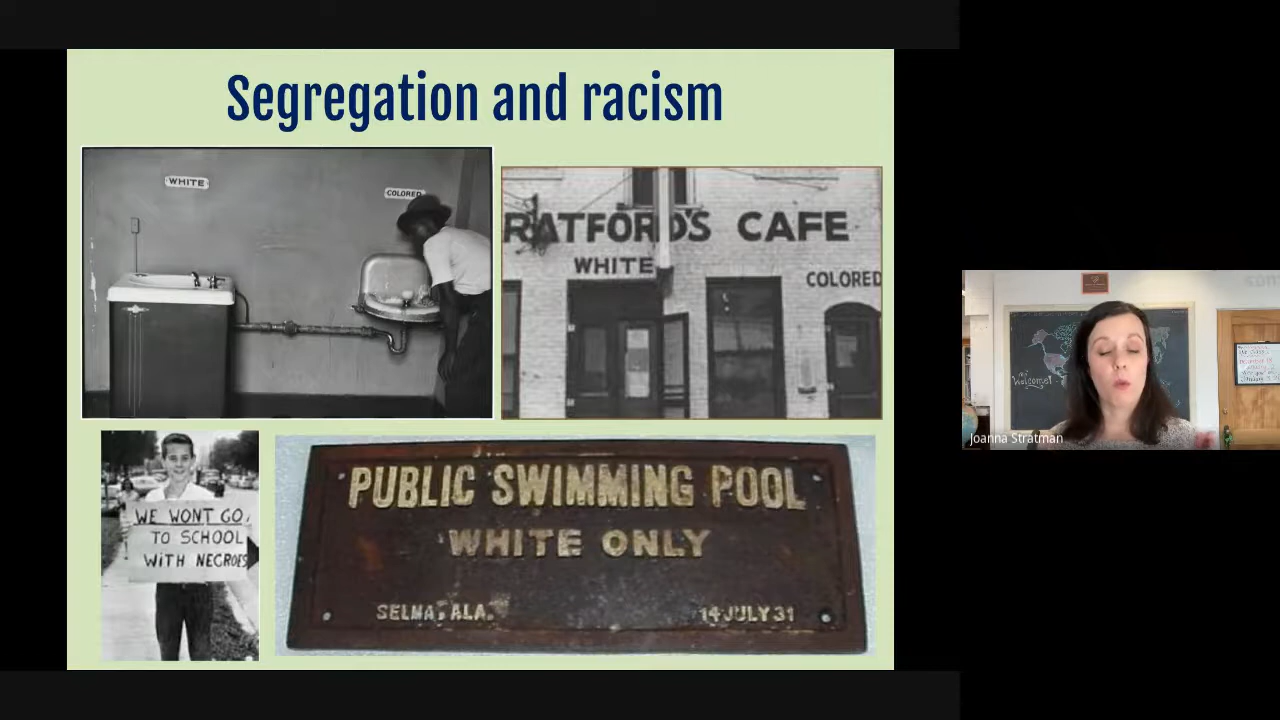 Segregation and racism
WHITE
COLORED
RATFORD'S CAFE
WHITE
COLORED
WE WONT GO
TO SCHOOL
WITH NEGROES
PUBLIC SWIMMING POOL
WHITE ONLY
SELMA, ALA. 14 JULY 31
Welcome!
Joanna Stratman